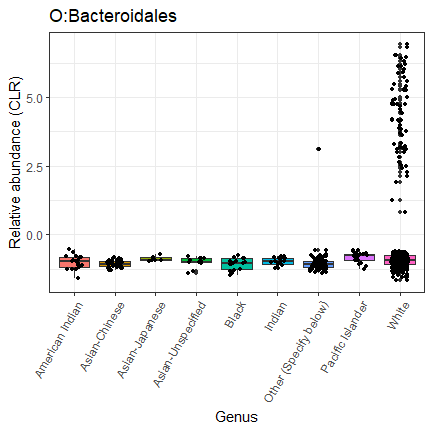 O:Bacteroidales
Relative abundance (CLR)
5.0
2.5
0.0
American Indian
Asian-Chinese
Asian-Japanese
Asian-Unspecified
Black
Indian
Other (Specify below)
Pacific Islander
White
Genus